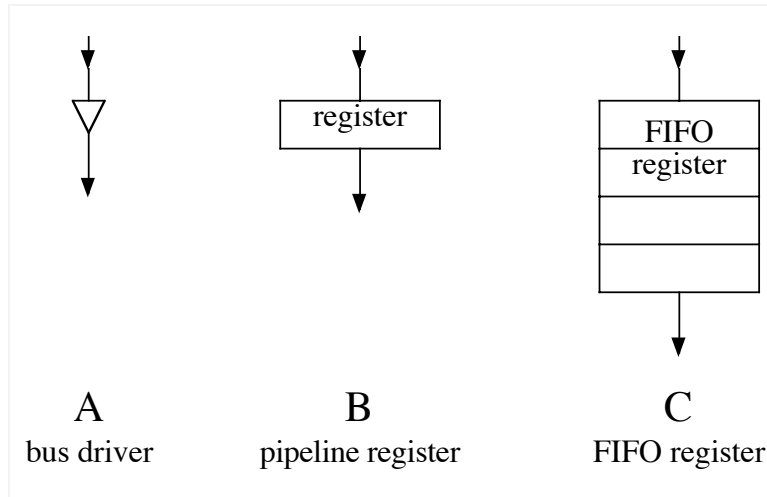 register
FIFO
register
A
B
C
bus driver
pipeline register
FIFO register